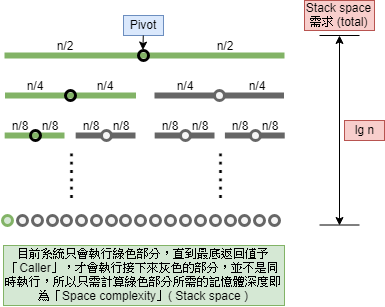 Pivot
Stack space
需求 (total)
n/2 n/2
n/4 n/4 n/4 n/4
n/8 n/8 n/8 n/8 n/8 n/8 n/8 n/8
lg n
目前系統只會執行綠色部分，直到最底返回值予
「Caller」，才會執行接下來灰色的部分，並不是同
時執行，所以只需計算綠色部分所需的記憶體深度即
為「Space complexity」( Stack space )